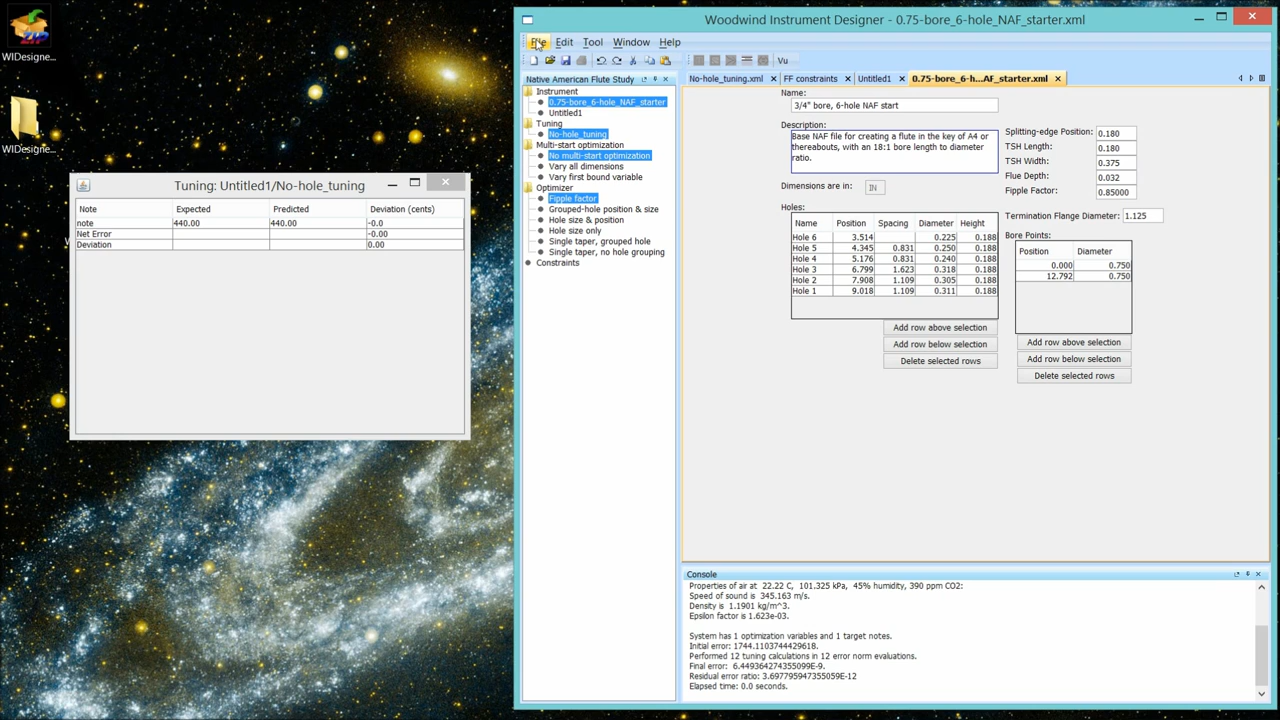 WIDesigne...
WIDesigne...
Tuning: Untitled1/No-hole_tuning
Note Expected Predicted Deviation (cents)
note 440.00 440.00 -0.0
Net Error -0.00
Deviation 0.00
Woodwind Instrument Designer - 0.75-bore_6-hole_NAF_starter.xml
File Edit Tool Window Help
Vu
Native American Flute Study
Instrument
0.75-bore_6-hole_NAF_starter
Untitled1
Tuning
No-hole_tuning
Multi-start optimization
No multi-start optimization
Vary all dimensions
Vary first bound variable
Optimizer
Fipple factor
Grouped-hole position & size
Hole size & position
Hole size only
Single taper, grouped hole
Single taper, no hole grouping
Constraints
No-hole_tuning.xml FF constraints Untitled1 0.75-bore_6-h...AF_starter.xml
Name:
3/4" bore, 6-hole NAF start
Description:
Base NAF file for creating a flute in the key of A4 or
thereabouts, with an 18:1 bore length to diameter
ratio.
Dimensions are in: IN
Holes:
Name Position Spacing Diameter Height
Hole 6 3.514 0.225 0.188
Hole 5 4.345 0.831 0.250 0.188
Hole 4 5.176 0.831 0.240 0.188
Hole 3 6.799 1.623 0.318 0.188
Hole 2 7.908 1.109 0.305 0.188
Hole 1 9.018 1.109 0.311 0.188
Add row above selection
Add row below selection
Delete selected rows
Splitting-edge Position: 0.180
TSH Length: 0.180
TSH Width: 0.375
Flue Depth: 0.032
Fipple Factor: 0.85000
Termination Flange Diameter: 1.125
Bore Points:
Position Diameter
0.000 0.750
12.792 0.750
Add row above selection
Add row below selection
Delete selected rows
Console
Properties of air at 22.22 C, 101.325 kPa, 45% humidity, 390 ppm CO2:
Speed of sound is 345.163 m/s.
Density is 1.1901 kg/m^3.
Epsilon factor is 1.623e-03.
System has 1 optimization variables and 1 target notes.
Initial error: 1744.1103744429618.
Performed 12 tuning calculations in 12 error norm evaluations.
Final error: 6.449364274355099E-9.
Residual error ratio: 3.697795947355059E-12
Elapsed time: 0.0 seconds.